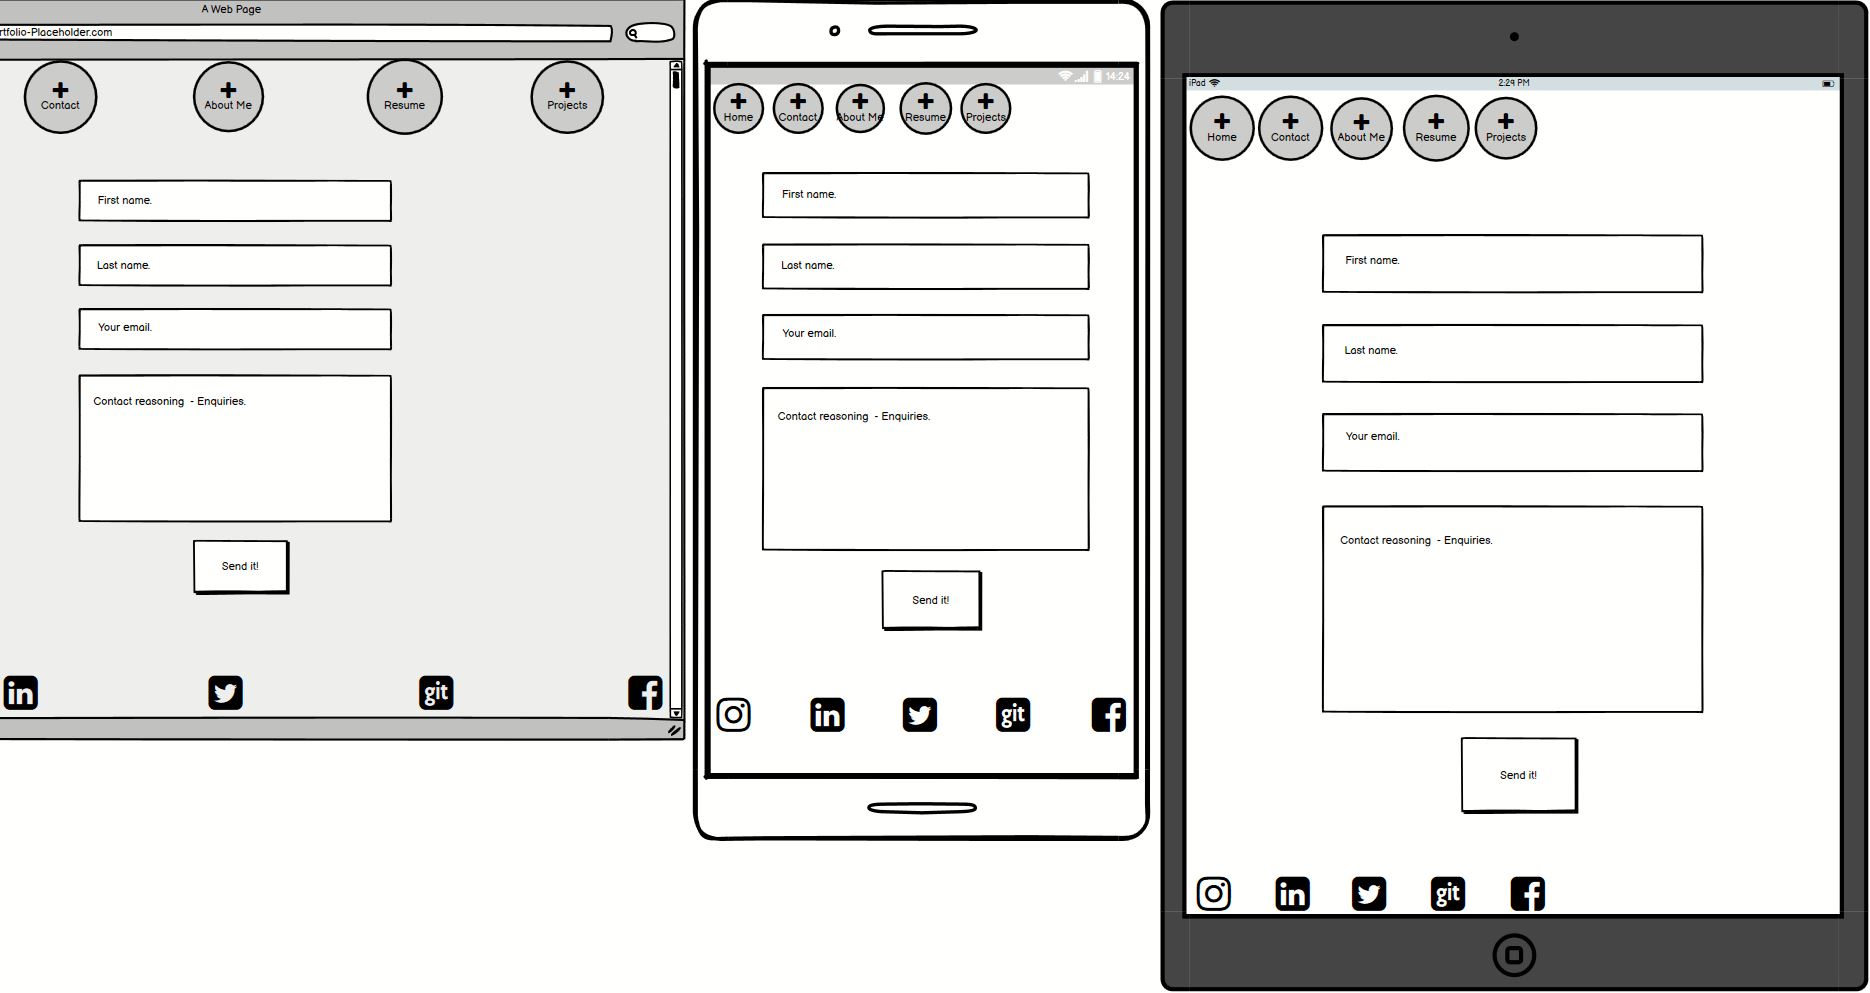 A Web Page
rtfolio-Placeholder.com
Contact
About Me
Resume
Projects
First name.
Last name.
Your email.
Contact reasoning - Enquiries.
Send it!
in
git
f
14:24
Home
Contact
About Me
Resume
Projects
First name.
Last name.
Your email.
Contact reasoning - Enquiries.
Send it!
in
git
f
iPad
2:29 PM
Home
Contact
About Me
Resume
Projects
First name.
Last name.
Your email.
Contact reasoning - Enquiries.
Send it!
in
git
f